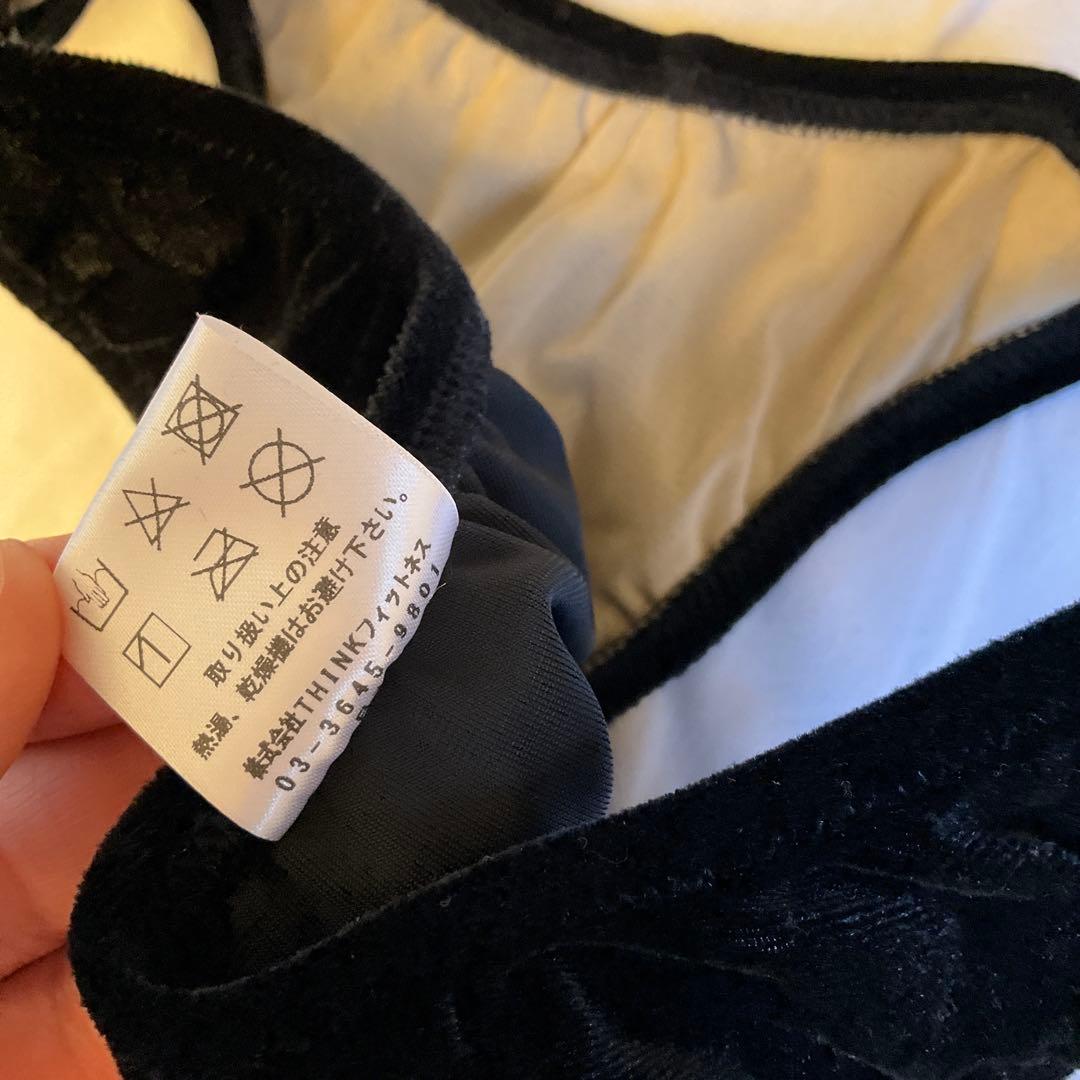 取り扱い上の注意
熱湯、乾燥機はお避け下さい。
株式会社THINKフィットネス
03-3645-9801